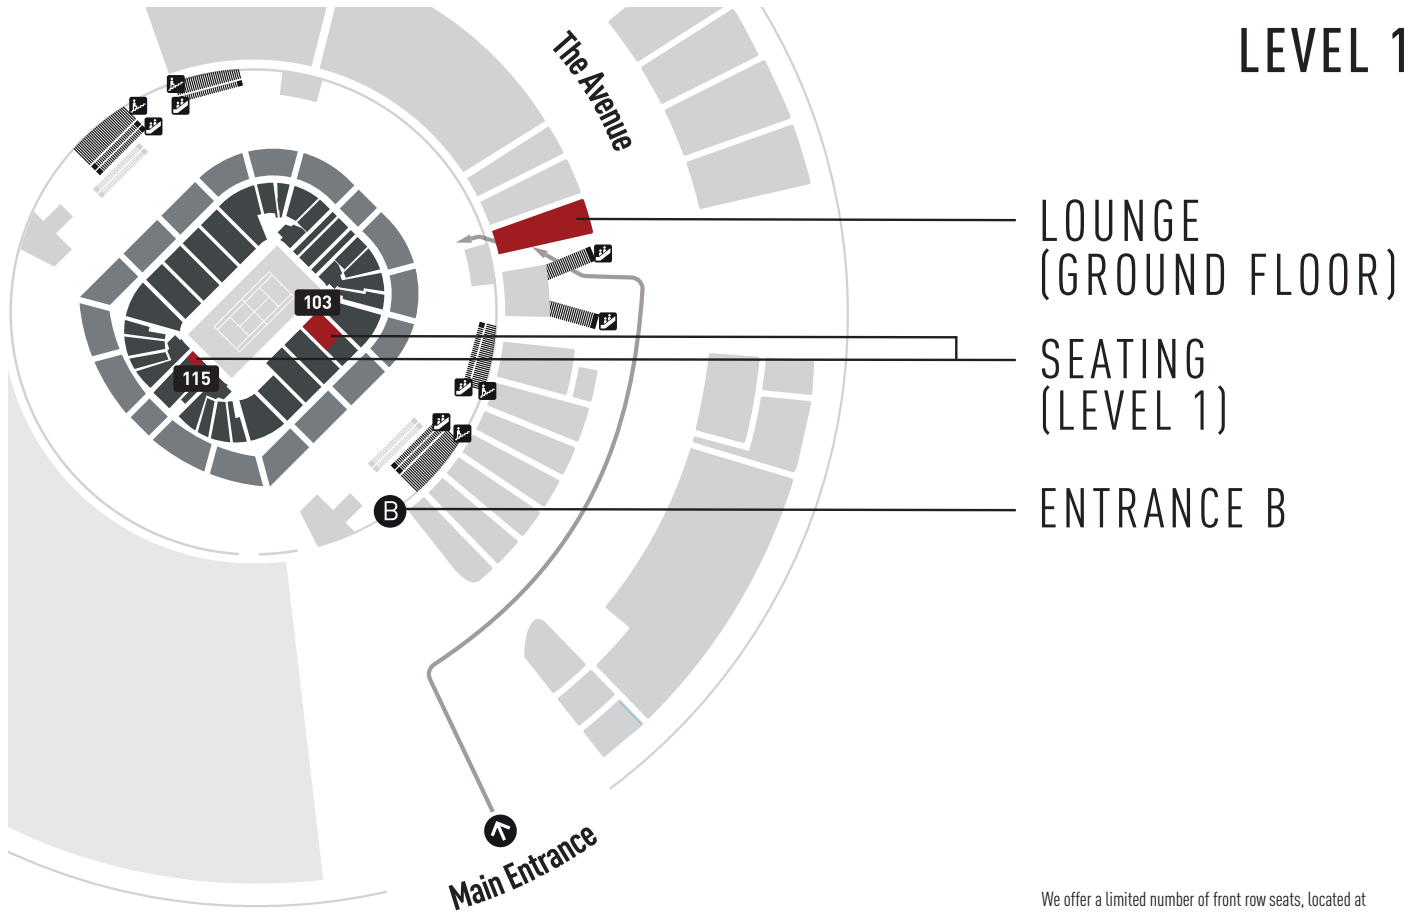 LEVEL 1
The Avenue
LOUNGE
(GROUND FLOOR)
103
SEATING
(LEVEL 1)
115
B
ENTRANCE B
Main Entrance
We offer a limited number of front row seats, located at